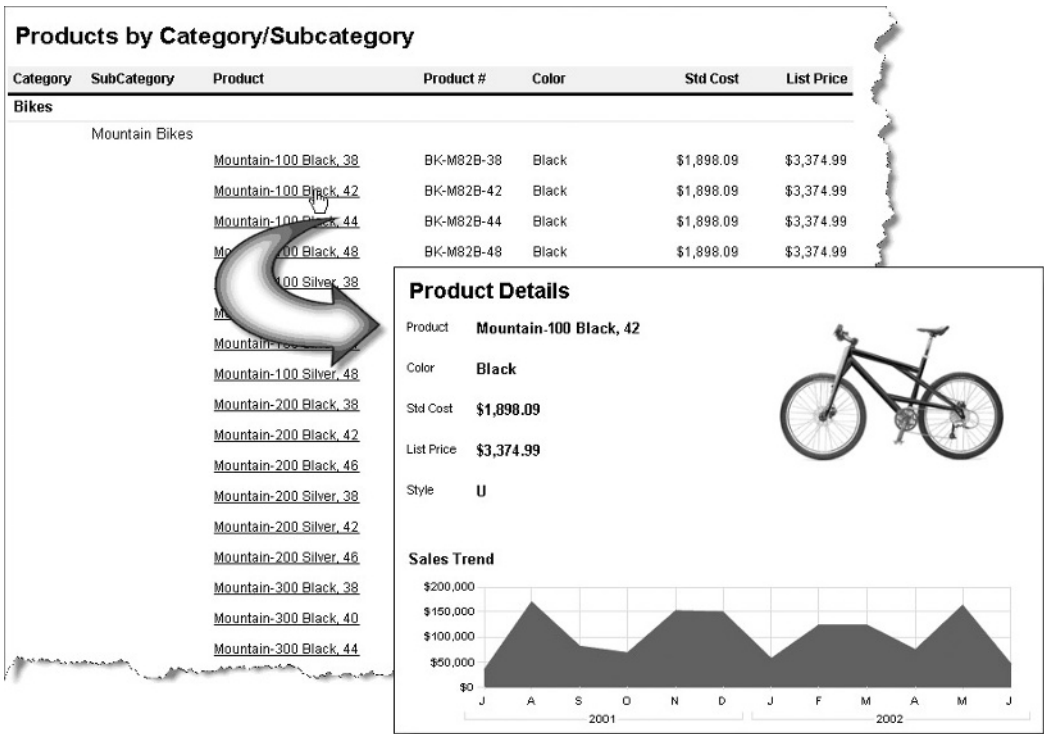 Products by Category/Subcategory
Category SubCategory Product Product # Color Std Cost List Price
Bikes
Mountain Bikes
Mountain-100 Black, 38 BK-M82B-38 Black $1,898.09 $3,374.99
Mountain-100 Black, 42 BK-M82B-42 Black $1,898.09 $3,374.99
Mountain-100 Black, 44 BK-M82B-44 Black $1,898.09 $3,374.99
Black, 48 BK-M82B-48 Black $1,898.09 $3,374.99
Silver, 38
Mountain-100 Silver, 48
Mountain-200 Black, 38
Mountain-200 Black, 42
Mountain-200 Black, 46
Mountain-200 Silver, 38
Mountain-200 Silver, 42
Mountain-200 Silver, 46
Mountain-300 Black, 38
Mountain-300 Black, 40
Mountain-300 Black, 44
Product Details
Product Mountain-100 Black, 42
Color Black
Std Cost $1,898.09
List Price $3,374.99
Style U
Sales Trend
$200,000
$150,000
$100,000
$50,000
$0
J A S O N D J F M A M J
2001 2002